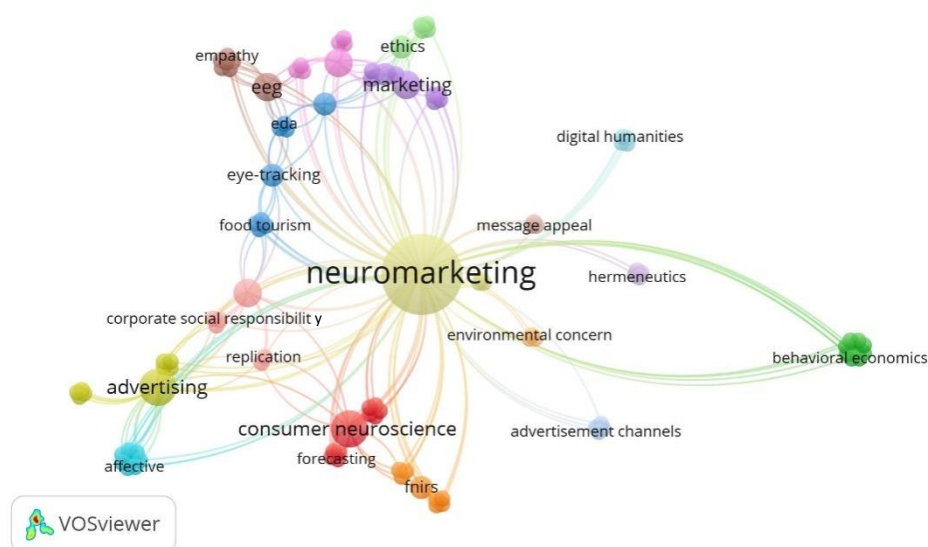 ethics
empathy
eeg
marketing
eda
digital humanities
eye-tracking
food tourism
message appeal
neuromarketing
hermeneutics
corporate social responsibility
environmental concern
replication
behavioral economics
advertising
consumer neuroscience
advertisement channels
forecasting
affective
fnirs
VOSviewer